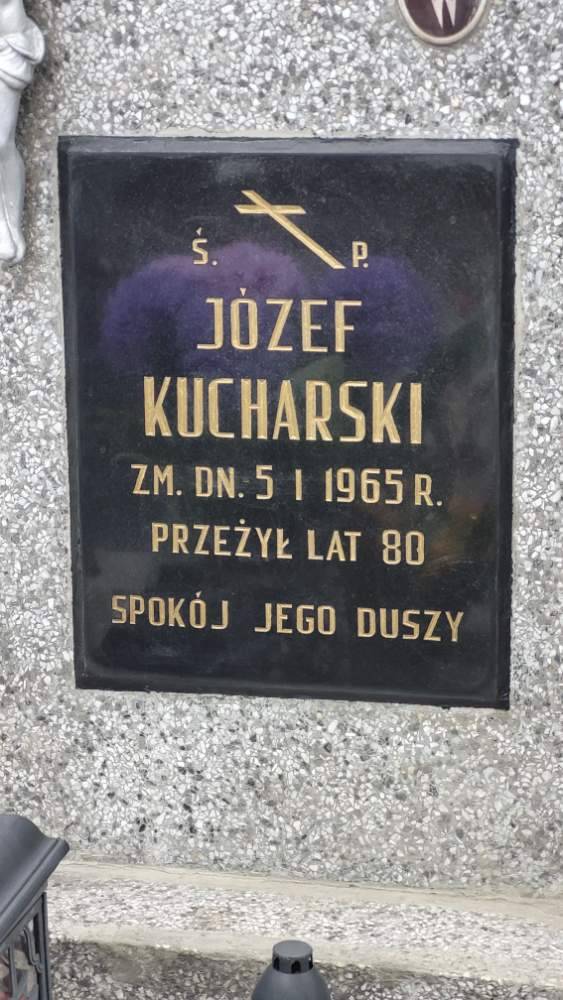 Ś. P.
JÓZEF
KUCHARSKI
ZM. DN. 5 I 1965 R.
PRZEŻYŁ LAT 80
SPOKÓJ JEGO DUSZY